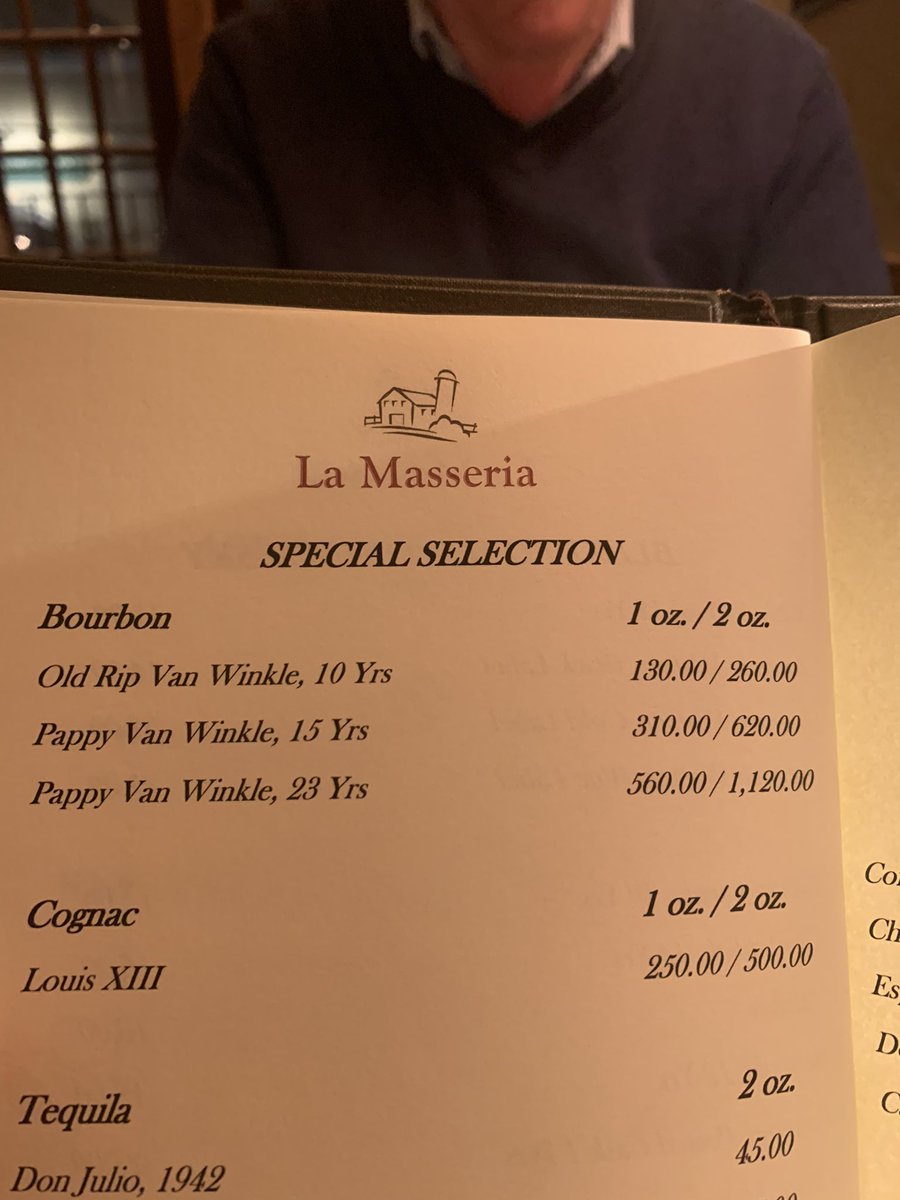 La Masseria
SPECIAL SELECTION
Bourbon 1 oz. / 2 oz.
Old Rip Van Winkle, 10 Yrs 130.00 / 260.00
Pappy Van Winkle, 15 Yrs 310.00 / 620.00
Pappy Van Winkle, 23 Yrs 560.00 / 1,120.00
Cognac 1 oz. / 2 oz.
Louis XIII 250.00 / 500.00
Tequila 2 oz.
Don Julio, 1942 45.00